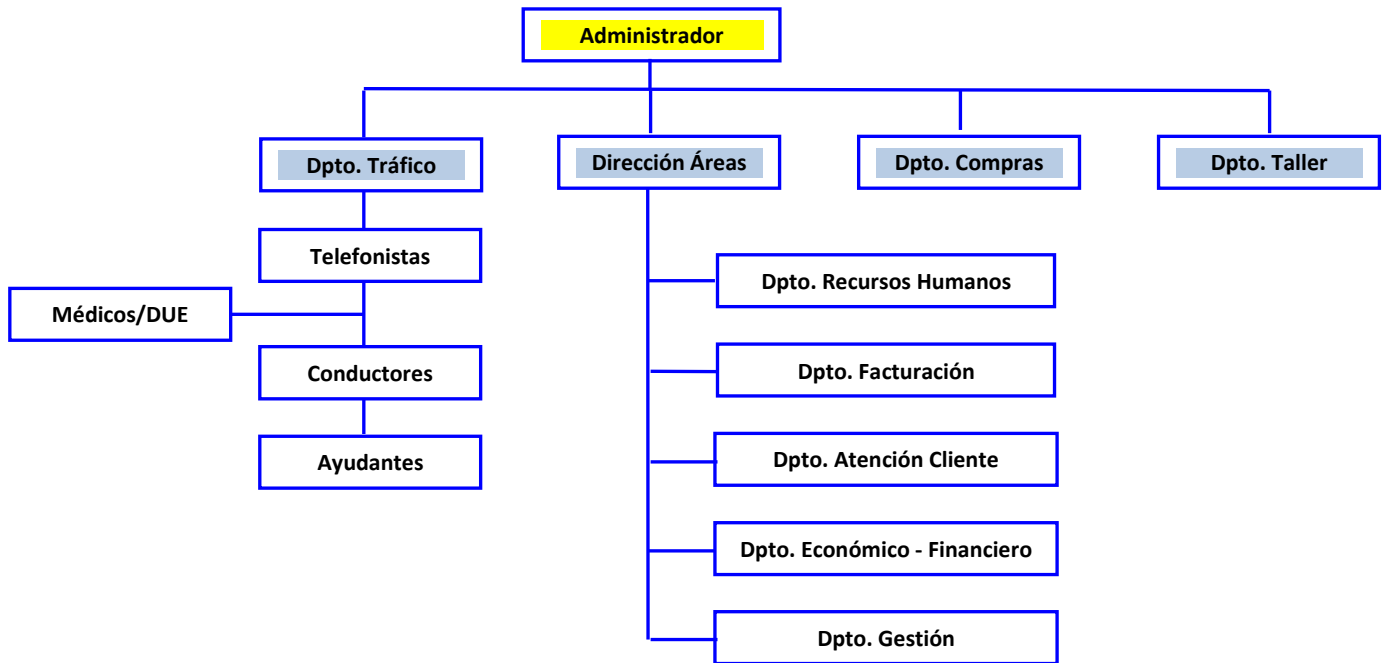 Administrador
Dpto. Tráfico
Dirección Áreas
Dpto. Compras
Dpto. Taller
Telefonistas
Dpto. Recursos Humanos
Médicos/DUE
Conductores
Dpto. Facturación
Ayudantes
Dpto. Atención Cliente
Dpto. Económico - Financiero
Dpto. Gestión